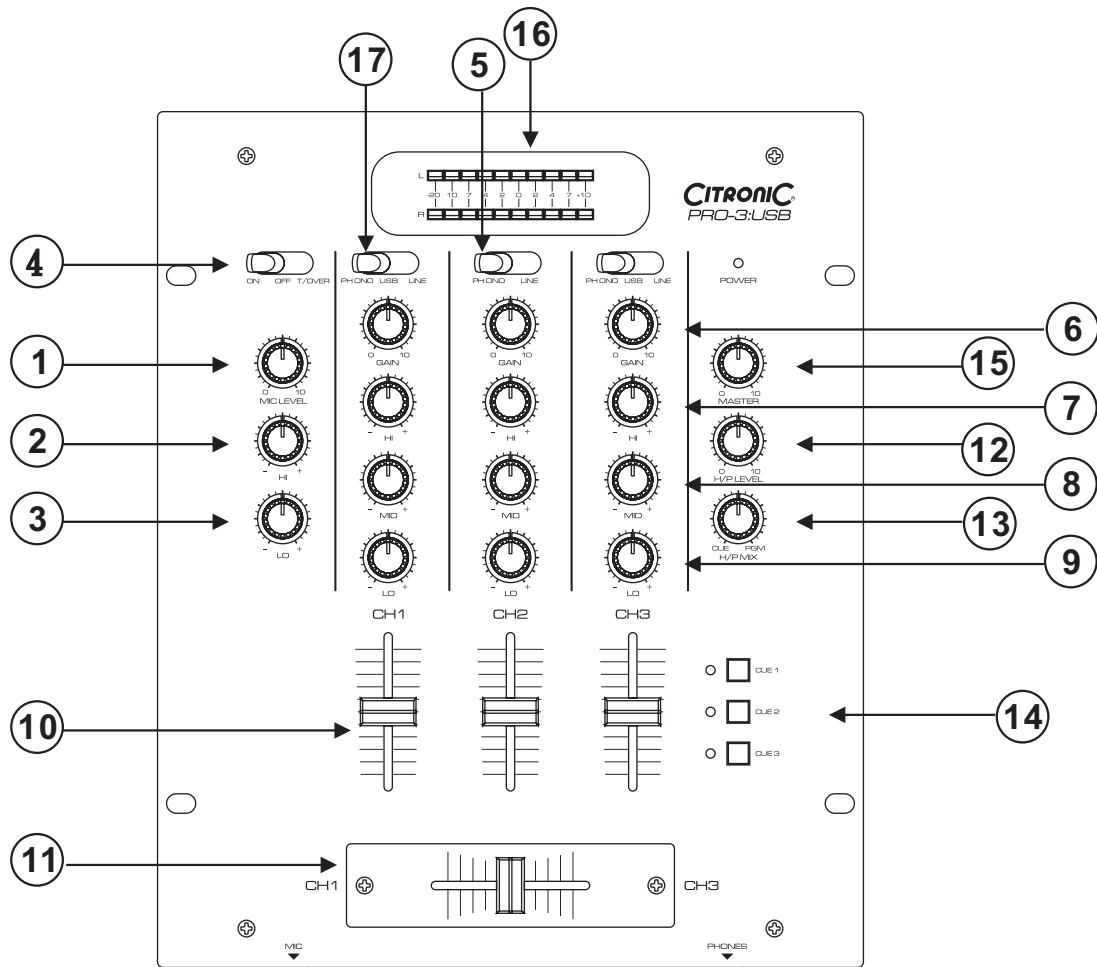 16
17
5
L
-20 10 7 4 2 0 2 4 7 +10
R
CITRONIC®
PRO-3:USB
4
ON OFF T/OVER
PHONO USB LINE
PHONO LINE
PHONO USB LINE
POWER
6
0 10
GAIN
0 10
GAIN
0 10
GAIN
1
0 10
MIC LEVEL
15
0 10
MASTER
7
- +
HI
- +
HI
- +
HI
2
- +
HI
12
0 10
H/P LEVEL
8
- +
MID
- +
MID
- +
MID
3
- +
LO
13
CUE PGM
H/P MIX
9
- +
LO
- +
LO
- +
LO
CH1
CH2
CH3
CUE 1
10
CUE 2
14
CUE 3
11
CH1
CH3
MIC
PHONES